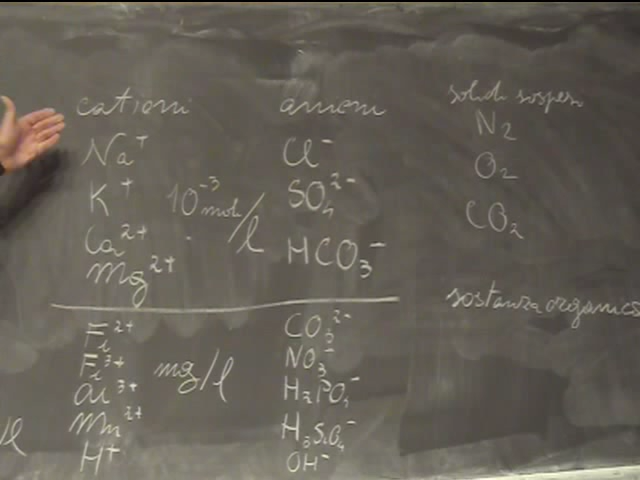 cationi anioni solidi sospesi
Na⁺ Cl⁻ N₂
K⁺ 10⁻³ mol/l SO₄²⁻ O₂
Ca²⁺ HCO₃⁻ CO₂
Mg²⁺
sostanza organica
Fe²⁺ CO₃²⁻
Fe³⁺ mg/l NO₃⁻
Al³⁺ H₂PO₄⁻
Mn²⁺ H₃SiO₄⁻
H⁺ OH⁻